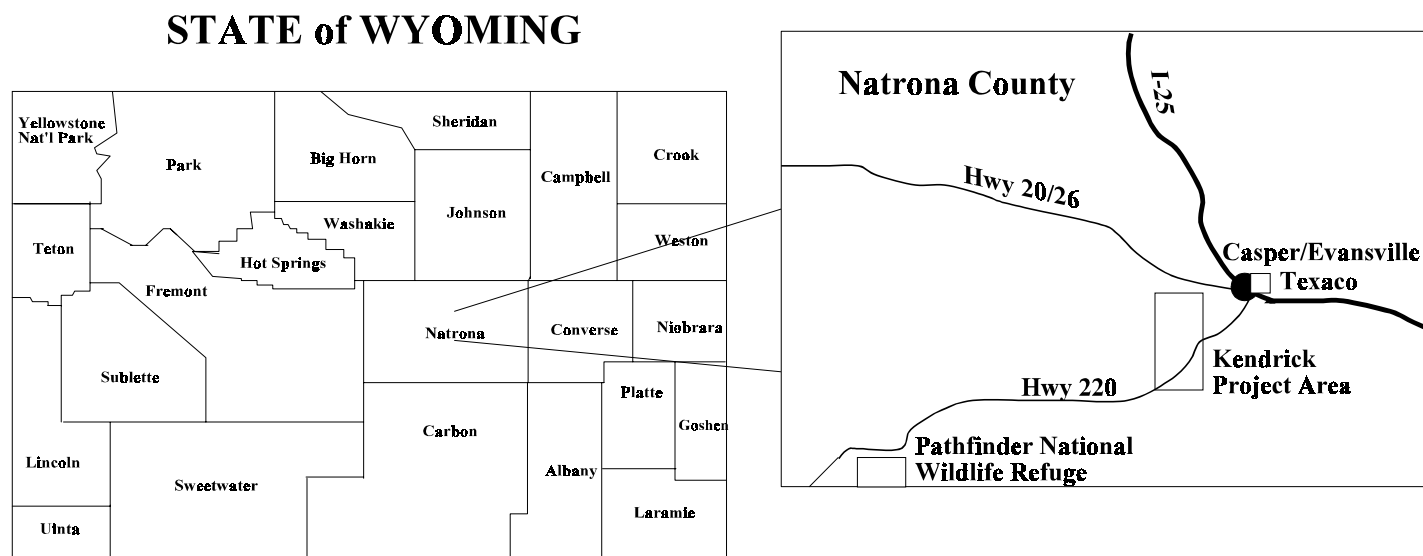 STATE of WYOMING
Yellowstone
Nat'l Park
Park
Big Horn
Sheridan
Campbell
Crook
Teton
Washakie
Johnson
Weston
Hot Springs
Fremont
Natrona
Converse
Niobrara
Sublette
Platte
Goshen
Lincoln
Sweetwater
Carbon
Albany
Uinta
Laramie
Natrona County
I-25
Hwy 20/26
Casper/Evansville
Texaco
Kendrick
Project Area
Hwy 220
Pathfinder National
Wildlife Refuge